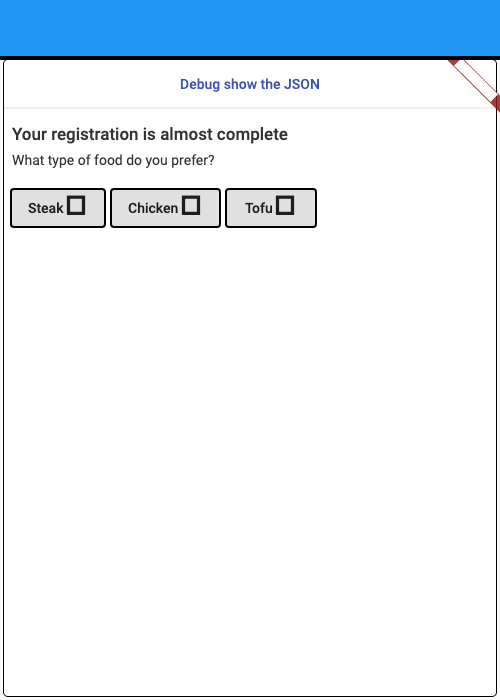 Debug show the JSON
Your registration is almost complete
What type of food do you prefer?
Steak Chicken Tofu